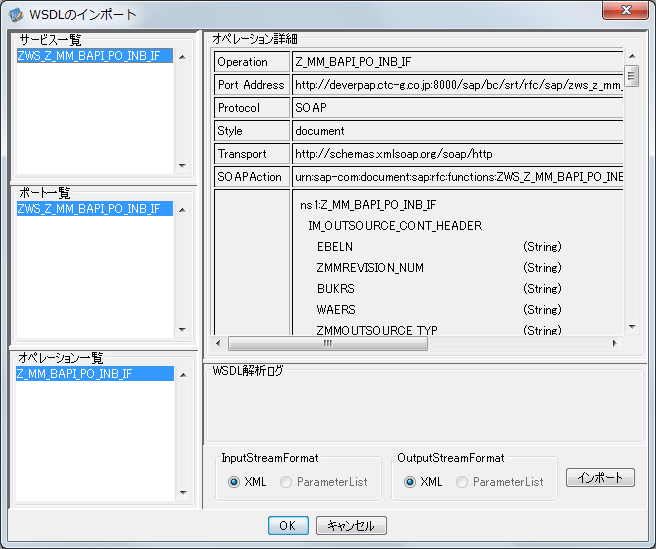 WSDLのインポート
サービス一覧
ZWS_Z_MM_BAPI_PO_INB_IF
ポート一覧
ZWS_Z_MM_BAPI_PO_INB_IF
オペレーション一覧
Z_MM_BAPI_PO_INB_IF
オペレーション詳細
Operation Z_MM_BAPI_PO_INB_IF
Port Address http://deverpap.ctc-g.co.jp:8000/sap/bc/srt/rfc/sap/zws_z_mm_
Protocol SOAP
Style document
Transport http://schemas.xmlsoap.org/soap/http
SOAPAction urn:sap-com:document:sap:rfc:functions:ZWS_Z_MM_BAPI_PO_INB
ns1:Z_MM_BAPI_PO_INB_IF
IM_OUTSOURCE_CONT_HEADER
EBELN (String)
ZMMREVISION_NUM (String)
BUKRS (String)
WAERS (String)
ZMMOUTSOURCE_TYP (String)
WSDL解析ログ
InputStreamFormat
XML ParameterList
OutputStreamFormat
XML ParameterList
インポート
OK キャンセル